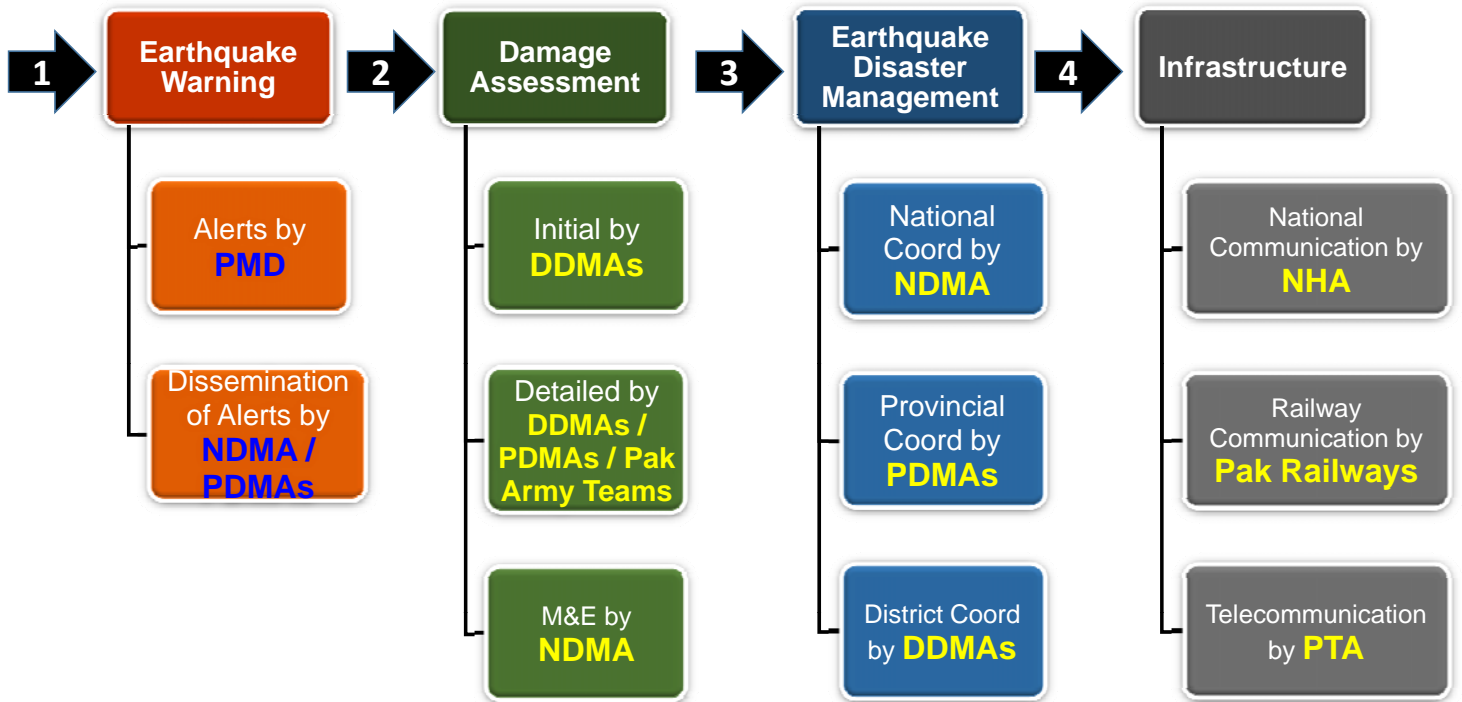 1
Earthquake
Warning
2
Damage
Assessment
3
Earthquake
Disaster
Management
4
Infrastructure
Alerts by
PMD
Dissemination
of Alerts by
NDMA /
PDMAs
Initial by
DDMAs
Detailed by
DDMAs /
PDMAs / Pak
Army Teams
M&E by
NDMA
National
Coord by
NDMA
Provincial
Coord by
PDMAs
District Coord
by DDMAs
National
Communication by
NHA
Railway
Communication by
Pak Railways
Telecommunication
by PTA